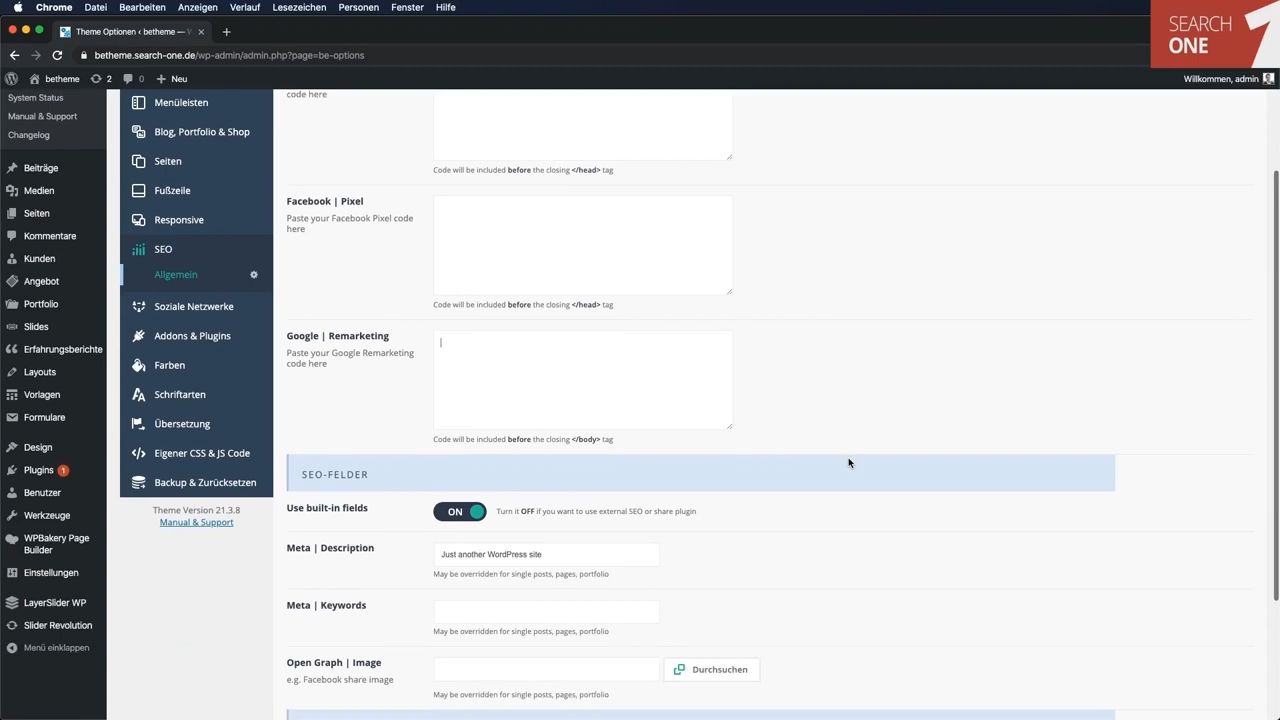 Chrome Datei Bearbeiten Anzeigen Verlauf Lesezeichen Personen Fenster Hilfe
SEARCH
ONE
Theme Optionen ‹ betheme —
betheme.search-one.de/wp-admin/admin.php?page=be-options
betheme 2 0 Neu
Willkommen, admin
System Status
Manual & Support
Changelog
Beiträge
Medien
Seiten
Kommentare
Kunden
Angebot
Portfolio
Slides
Erfahrungsberichte
Layouts
Vorlagen
Formulare
Design
Plugins 1
Benutzer
Werkzeuge
WPBakery Page
Builder
Einstellungen
LayerSlider WP
Slider Revolution
Menü einklappen
Menüleisten
Blog, Portfolio & Shop
Seiten
Fußzeile
Responsive
SEO
Allgemein
Soziale Netzwerke
Addons & Plugins
Farben
Schriftarten
Übersetzung
Eigener CSS & JS Code
Backup & Zurücksetzen
Theme Version 21.3.8
Manual & Support
code here
Code will be included before the closing </head> tag
Facebook | Pixel
Paste your Facebook Pixel code
here
Code will be included before the closing </head> tag
Google | Remarketing
Paste your Google Remarketing
code here
Code will be included before the closing </body> tag
SEO-FELDER
Use built-in fields
ON
Turn it OFF if you want to use external SEO or share plugin
Meta | Description
Just another WordPress site
May be overridden for single posts, pages, portfolio
Meta | Keywords
May be overridden for single posts, pages, portfolio
Open Graph | Image
e.g. Facebook share image
Durchsuchen
May be overridden for single posts, pages, portfolio